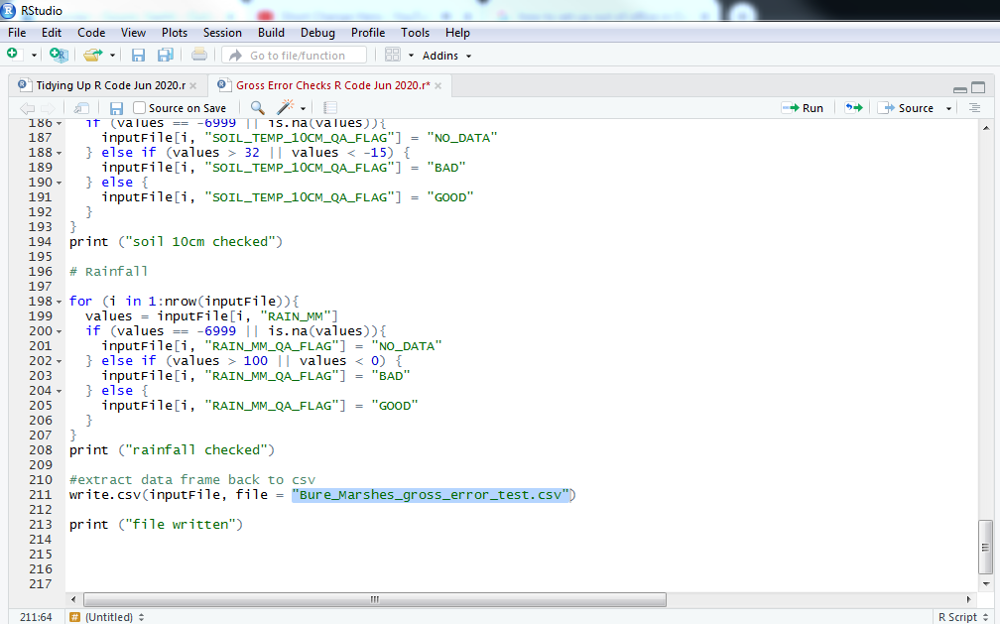 RStudio
File Edit Code View Plots Session Build Debug Profile Tools Help
Go to file/function Addins
Tidying Up R Code Jun 2020.r Gross Error Checks R Code Jun 2020.r*
Source on Save Run Source
186 if (values == -6999 || is.na(values)){
187 inputFile[i, "SOIL_TEMP_10CM_QA_FLAG"] = "NO_DATA"
188 } else if (values > 32 || values < -15) {
189 inputFile[i, "SOIL_TEMP_10CM_QA_FLAG"] = "BAD"
190 } else {
191 inputFile[i, "SOIL_TEMP_10CM_QA_FLAG"] = "GOOD"
192 }
193 }
194 print ("soil 10cm checked")
195
196 # Rainfall
197
198 for (i in 1:nrow(inputFile)){
199 values = inputFile[i, "RAIN_MM"]
200 if (values == -6999 || is.na(values)){
201 inputFile[i, "RAIN_MM_QA_FLAG"] = "NO_DATA"
202 } else if (values > 100 || values < 0) {
203 inputFile[i, "RAIN_MM_QA_FLAG"] = "BAD"
204 } else {
205 inputFile[i, "RAIN_MM_QA_FLAG"] = "GOOD"
206 }
207 }
208 print ("rainfall checked")
209
210 #extract data frame back to csv
211 write.csv(inputFile, file = "Bure_Marshes_gross_error_test.csv")
212
213 print ("file written")
214
215
216
217
211:64 # (Untitled) R Script